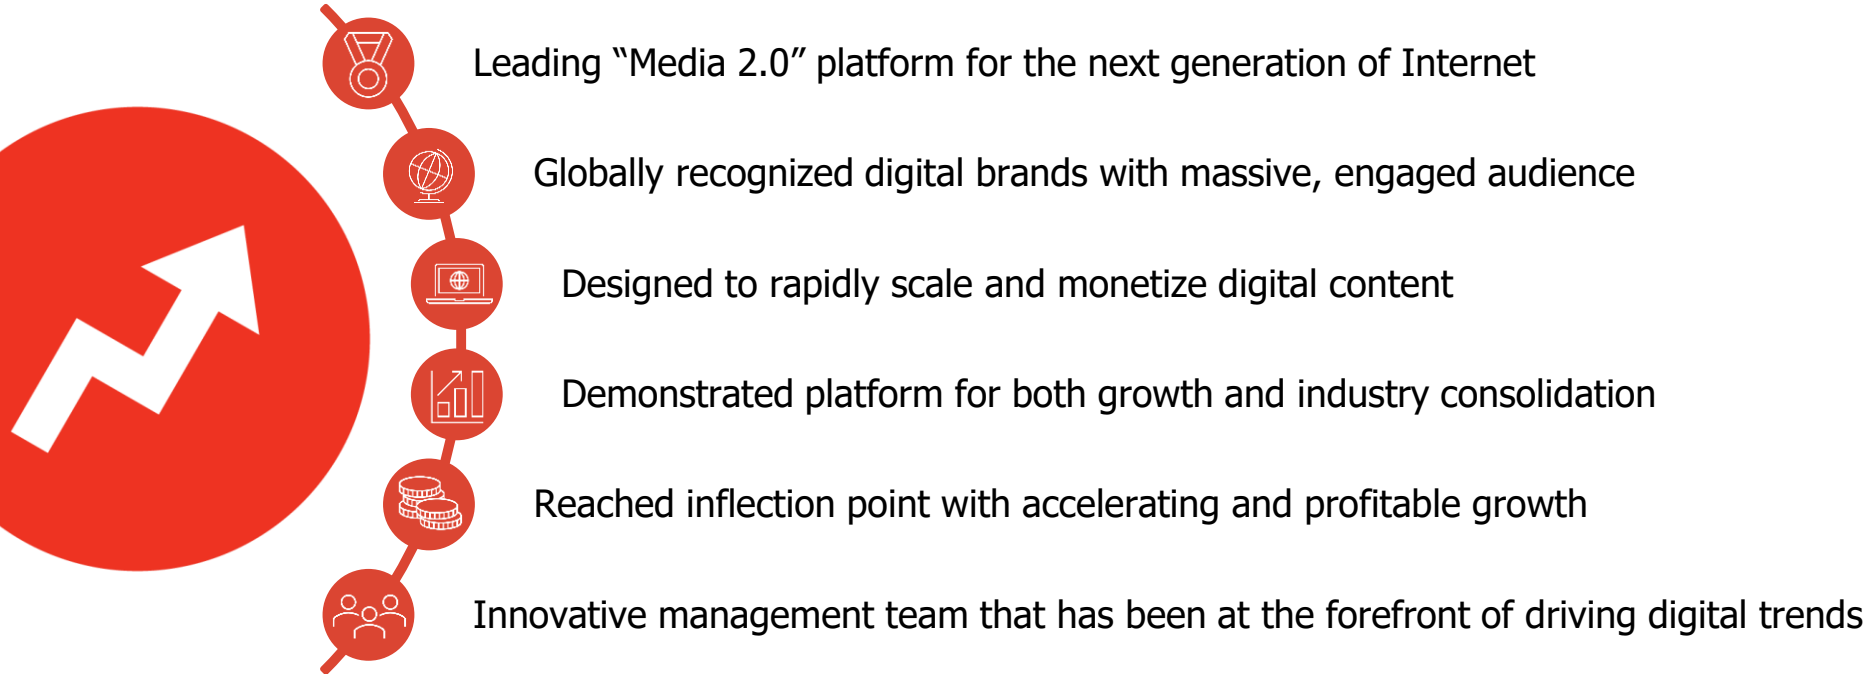 Leading “Media 2.0” platform for the next generation of Internet
Globally recognized digital brands with massive, engaged audience
Designed to rapidly scale and monetize digital content
Demonstrated platform for both growth and industry consolidation
Reached inflection point with accelerating and profitable growth
Innovative management team that has been at the forefront of driving digital trends